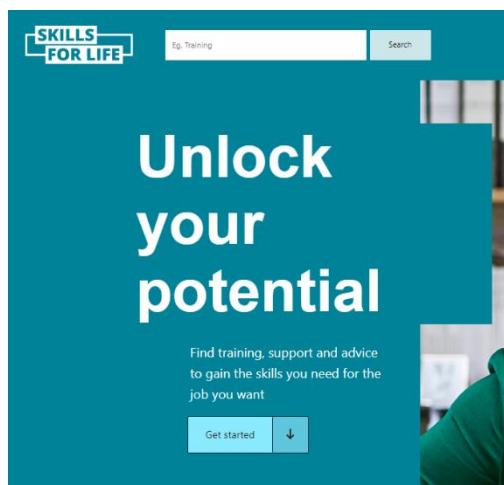 SKILLS
FOR LIFE
Eg. Training
Search
Unlock
your
potential
Find training, support and advice
to gain the skills you need for the
job you want
Get started